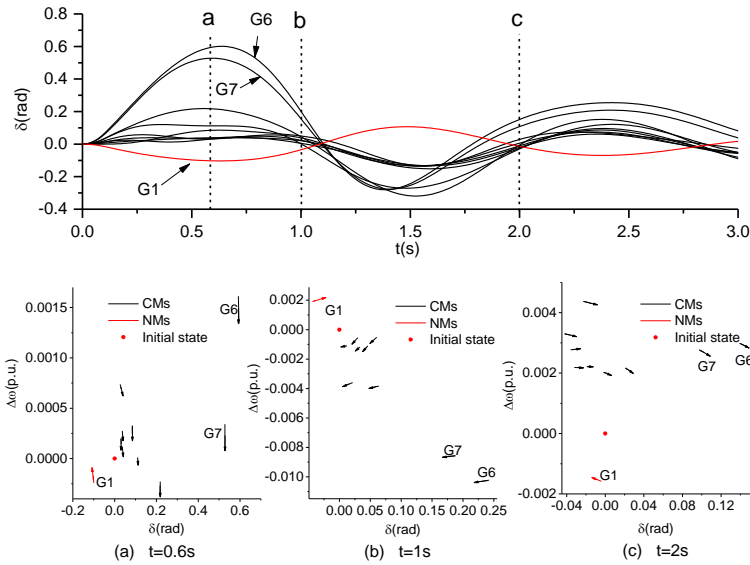 a b c
G6
G7
G1
δ(rad)
0.8
0.6
0.4
0.2
0.0
-0.2
-0.4
0.0 0.5 1.0 1.5 2.0 2.5 3.0
t(s)
CMs
NMs
Initial state
G6
G7
G1
Δω(p.u.)
0.0015
0.0010
0.0005
0.0000
-0.2 0.0 0.2 0.4 0.6
δ(rad)
(a) t=0.6s
CMs
NMs
Initial state
G1
G7
G6
Δω(p.u.)
0.002
0.000
-0.002
-0.004
-0.006
-0.008
-0.010
0.00 0.05 0.10 0.15 0.20 0.25
δ(rad)
(b) t=1s
CMs
NMs
Initial state
G7
G6
G1
Δω(p.u.)
0.004
0.002
0.000
-0.002
-0.04 0.00 0.04 0.08 0.12
δ(rad)
(c) t=2s